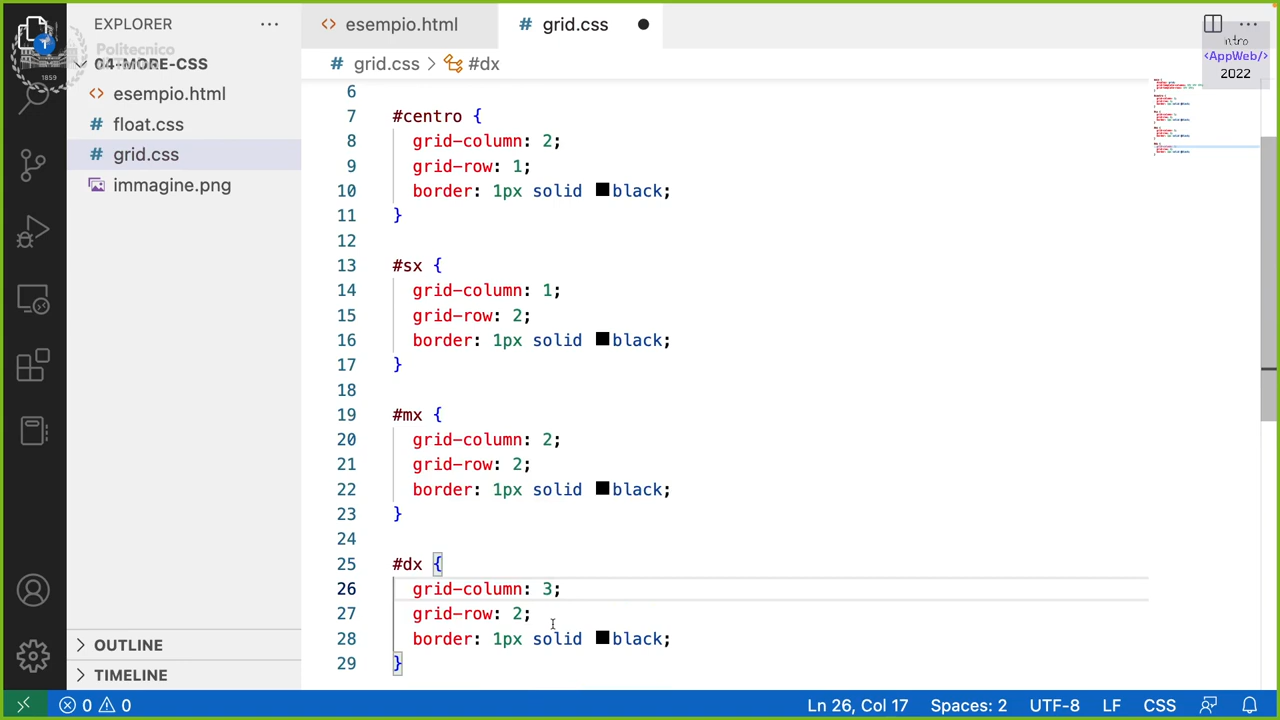 EXPLORER
esempio.html
grid.css
Politecnico
1859
04-MORE-CSS
grid.css > #dx
ntro
<AppWeb/>
2022
esempio.html
float.css
grid.css
immagine.png
6
7 #centro {
8 grid-column: 2;
9 grid-row: 1;
10 border: 1px solid black;
11 }
12
13 #sx {
14 grid-column: 1;
15 grid-row: 2;
16 border: 1px solid black;
17 }
18
19 #mx {
20 grid-column: 2;
21 grid-row: 2;
22 border: 1px solid black;
23 }
24
25 #dx {
26 grid-column: 3;
27 grid-row: 2;
28 border: 1px solid black;
29 }
OUTLINE
TIMELINE
0 0
Ln 26, Col 17
Spaces: 2
UTF-8
LF
CSS